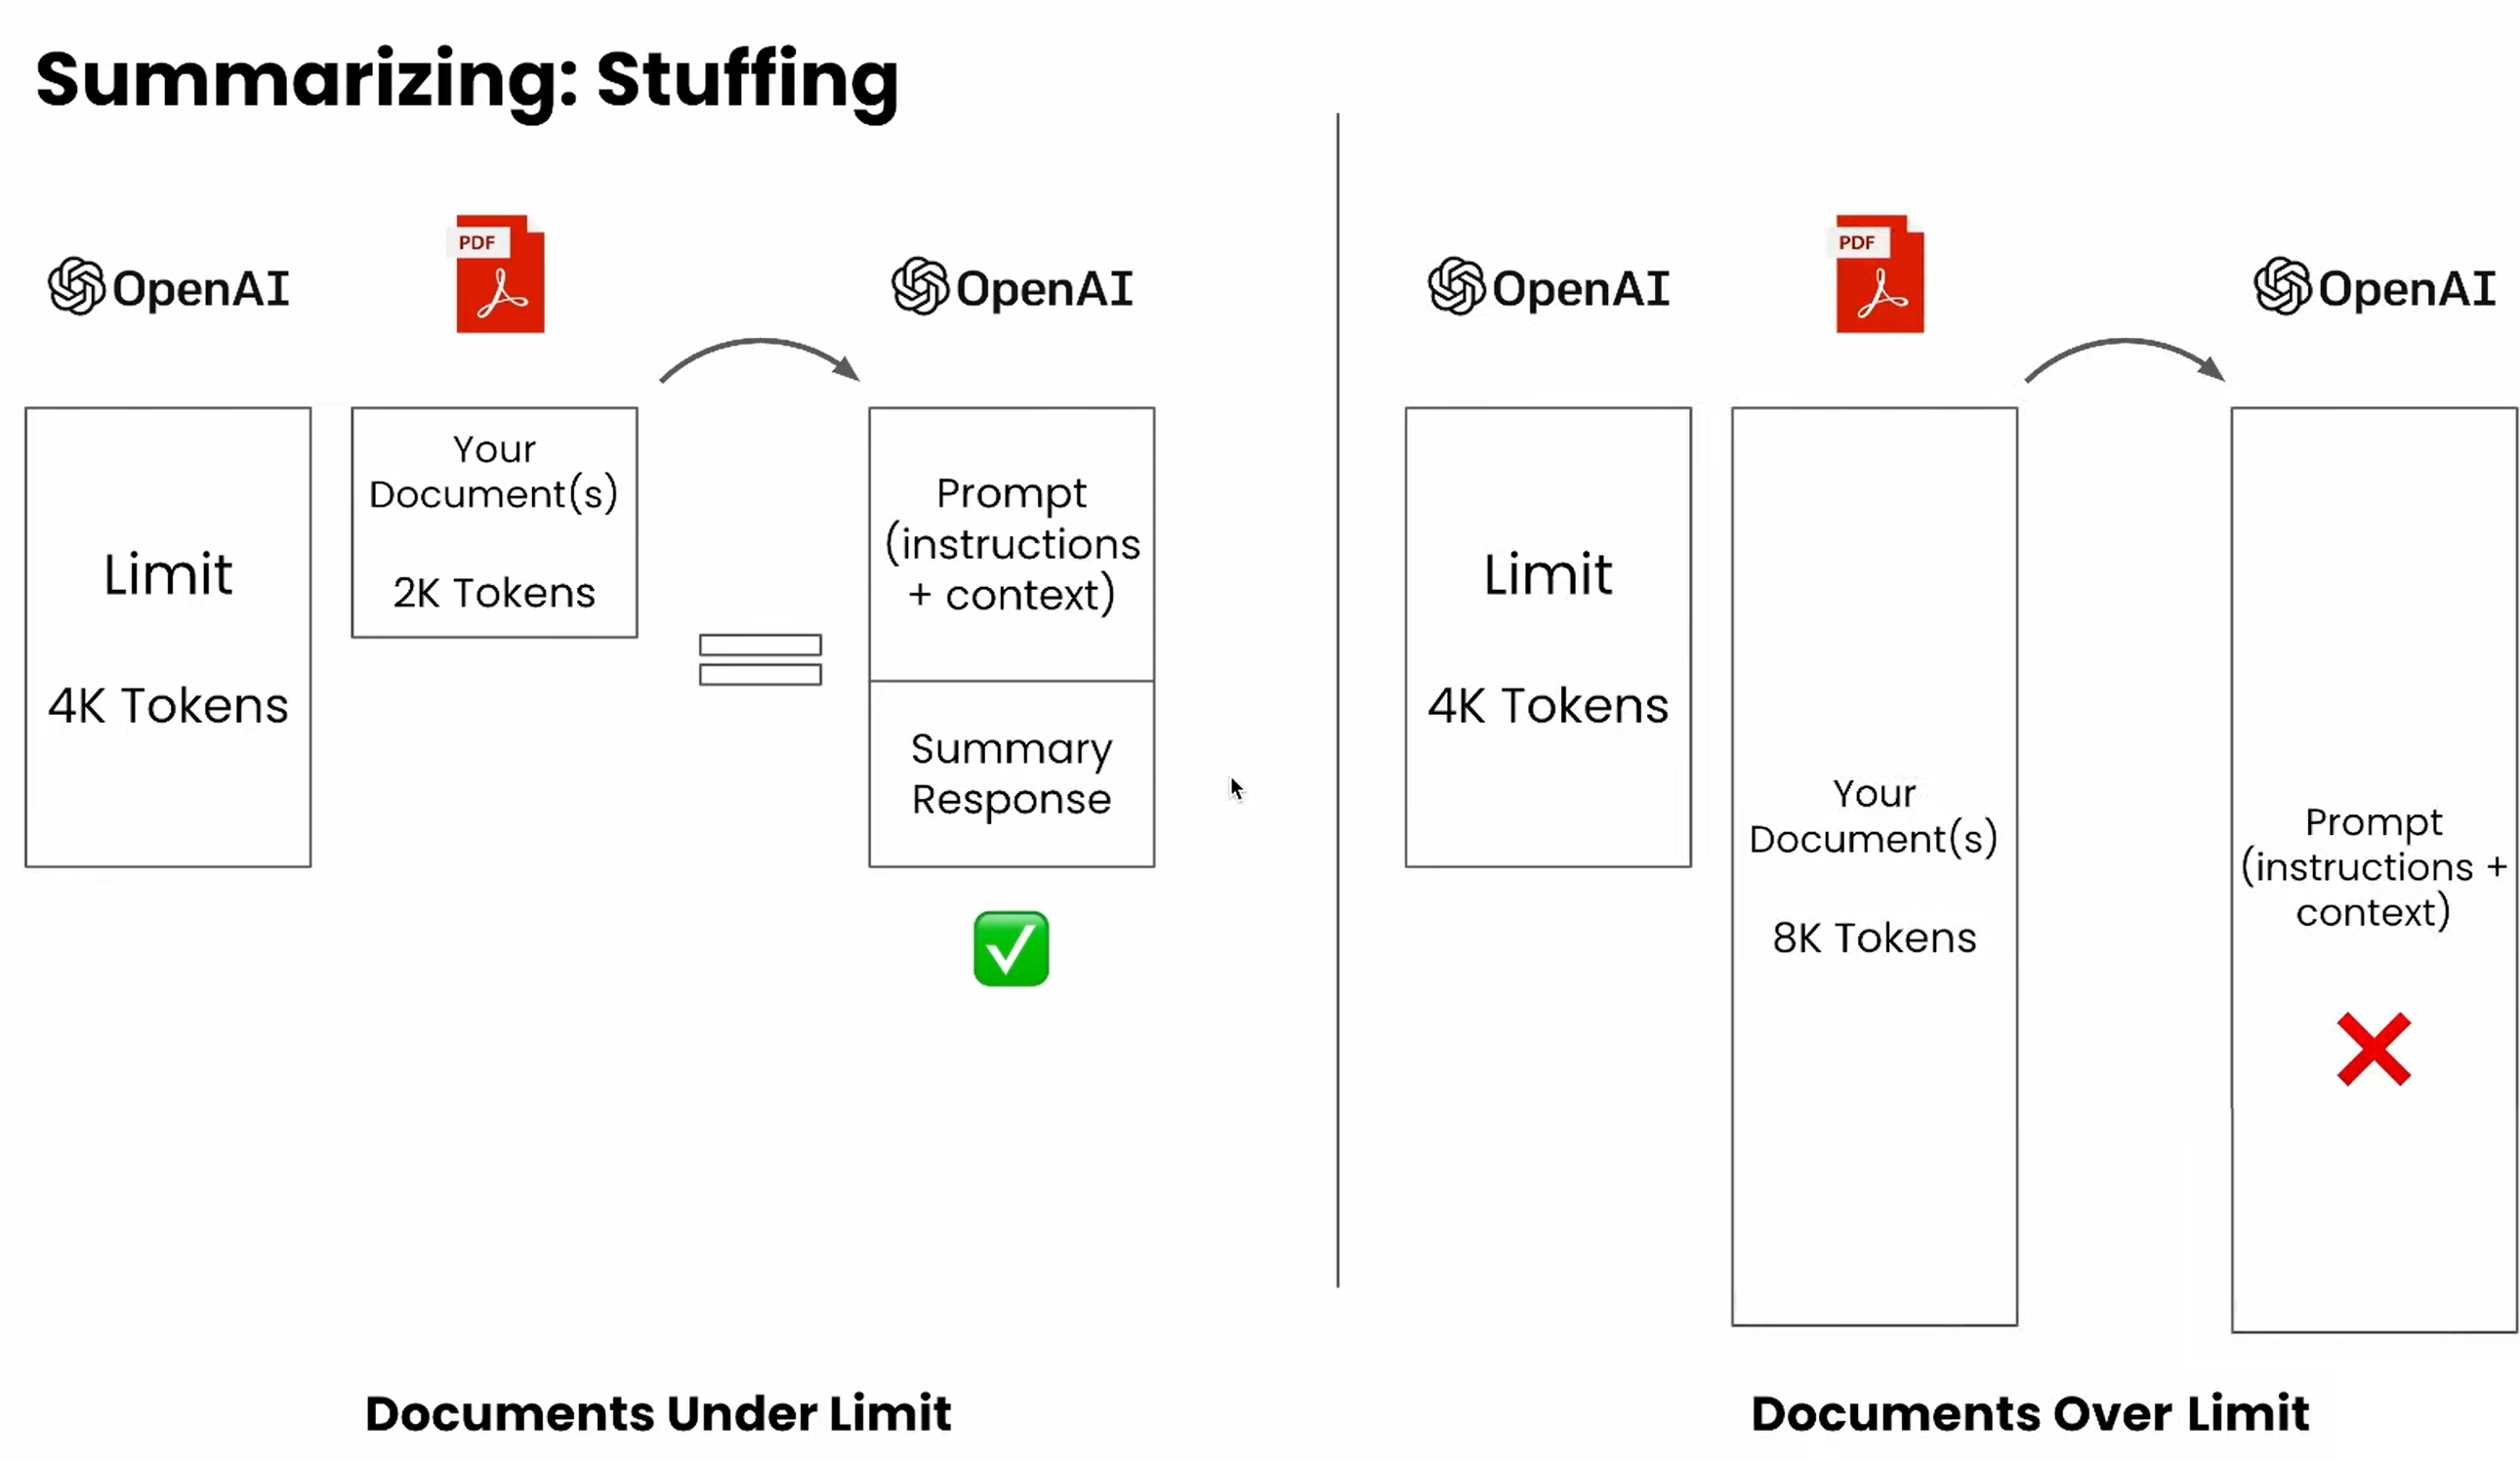 Summarizing: Stuffing
OpenAI
PDF
OpenAI
Limit
4K Tokens
Your
Document(s)
2K Tokens
Prompt
(instructions
+ context)
Summary
Response
Documents Under Limit
OpenAI
PDF
OpenAI
Limit
4K Tokens
Your
Document(s)
8K Tokens
Prompt
(instructions +
context)
Documents Over Limit